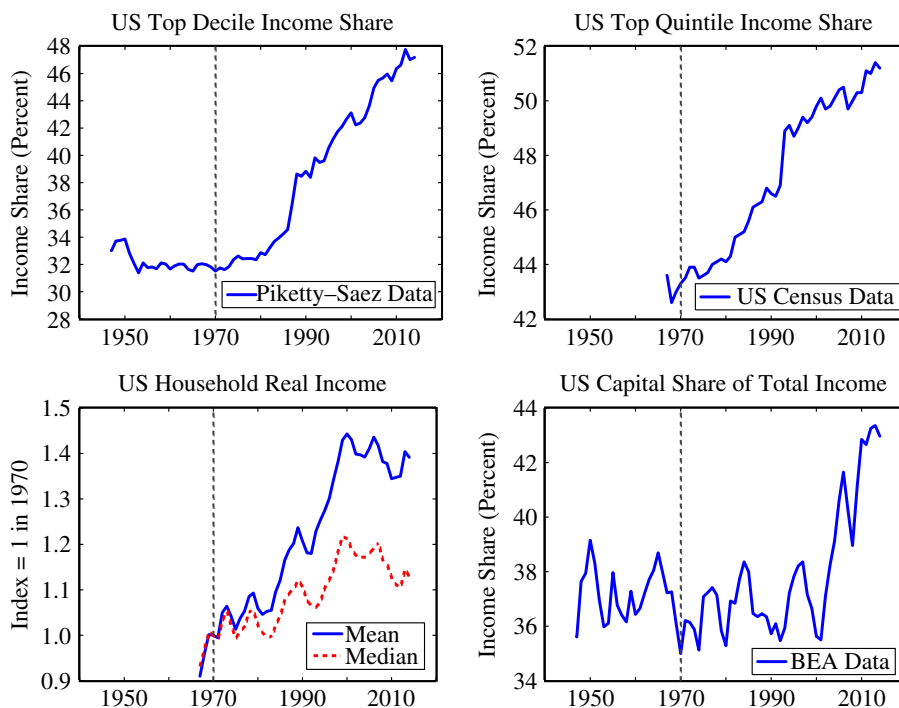 US Top Decile Income Share
48
46
44
42
40
38
36
34
32
30
28
Income Share (Percent)
Piketty–Saez Data
1950 1970 1990 2010
US Top Quintile Income Share
52
50
48
46
44
42
Income Share (Percent)
US Census Data
1950 1970 1990 2010
US Household Real Income
1.5
1.4
1.3
1.2
1.1
1.0
0.9
Index = 1 in 1970
Mean
Median
1950 1970 1990 2010
US Capital Share of Total Income
44
42
40
38
36
34
Income Share (Percent)
BEA Data
1950 1970 1990 2010